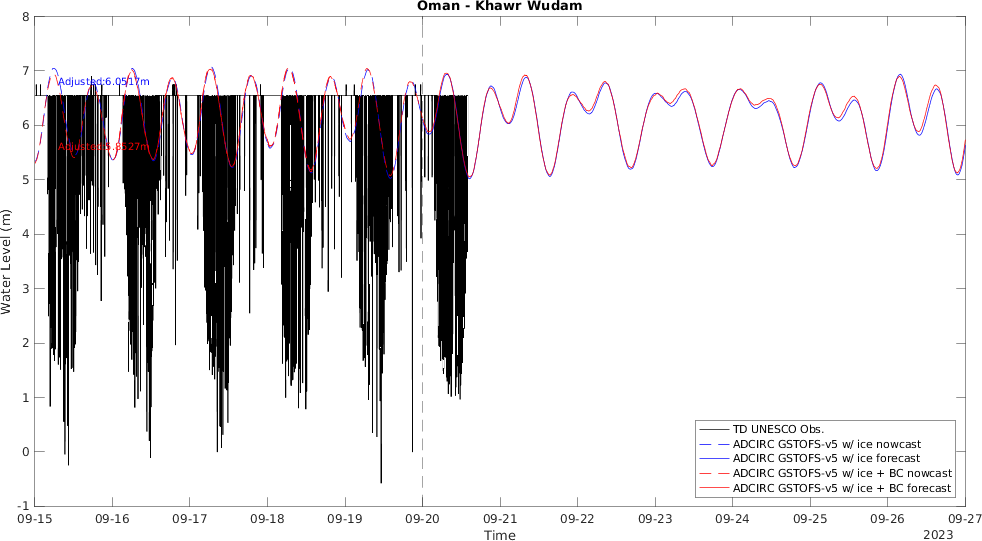 Oman - Khawr Wudam
8
7
6
5
4
3
2
1
0
-1
Water Level (m)
Adjusted:6.0517m
TD UNESCO Obs.
ADCIRC GSTOFS-v5 w/ ice nowcast
ADCIRC GSTOFS-v5 w/ ice forecast
ADCIRC GSTOFS-v5 w/ ice + BC nowcast
ADCIRC GSTOFS-v5 w/ ice + BC forecast
09-15 09-16 09-17 09-18 09-19 09-20 09-21 09-22 09-23 09-24 09-25 09-26 09-27
Time
2023